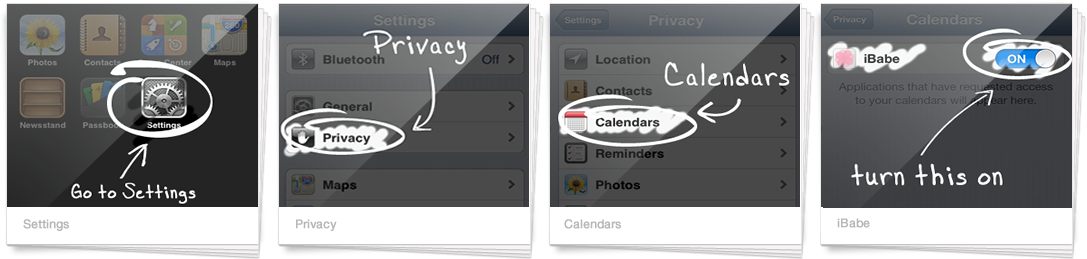 Photos
Contacts
Center
Maps
Newsstand
Passbook
Settings
Go to Settings
Settings
Settings
Privacy
Bluetooth
Off
General
Privacy
Maps
Privacy
Settings
Privacy
Location
Calendars
Contacts
Calendars
Reminders
Photos
Calendars
Privacy
Calendars
iBabe
ON
Applications that have requested access
to your calendars will appear here.
turn this on
iBabe